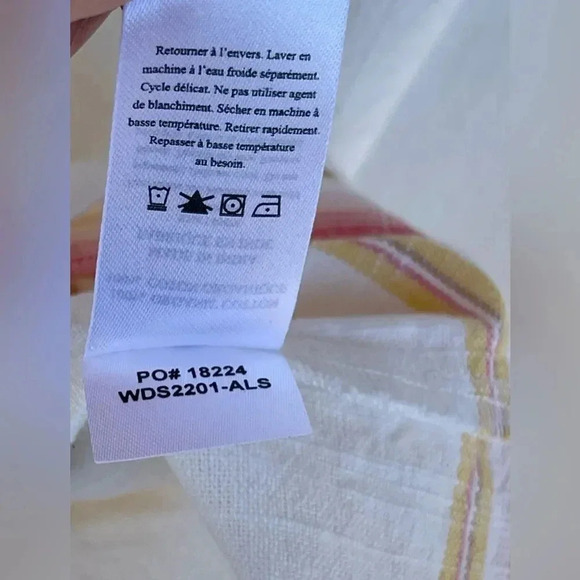 Retourner à l'envers. Laver en
machine à l'eau froide séparément.
Cycle délicat. Ne pas utiliser agent
de blanchiment. Sécher en machine à
basse température. Retirer rapidement.
Repasser à basse température
au besoin.
PO# 18224
WDS2201-ALS